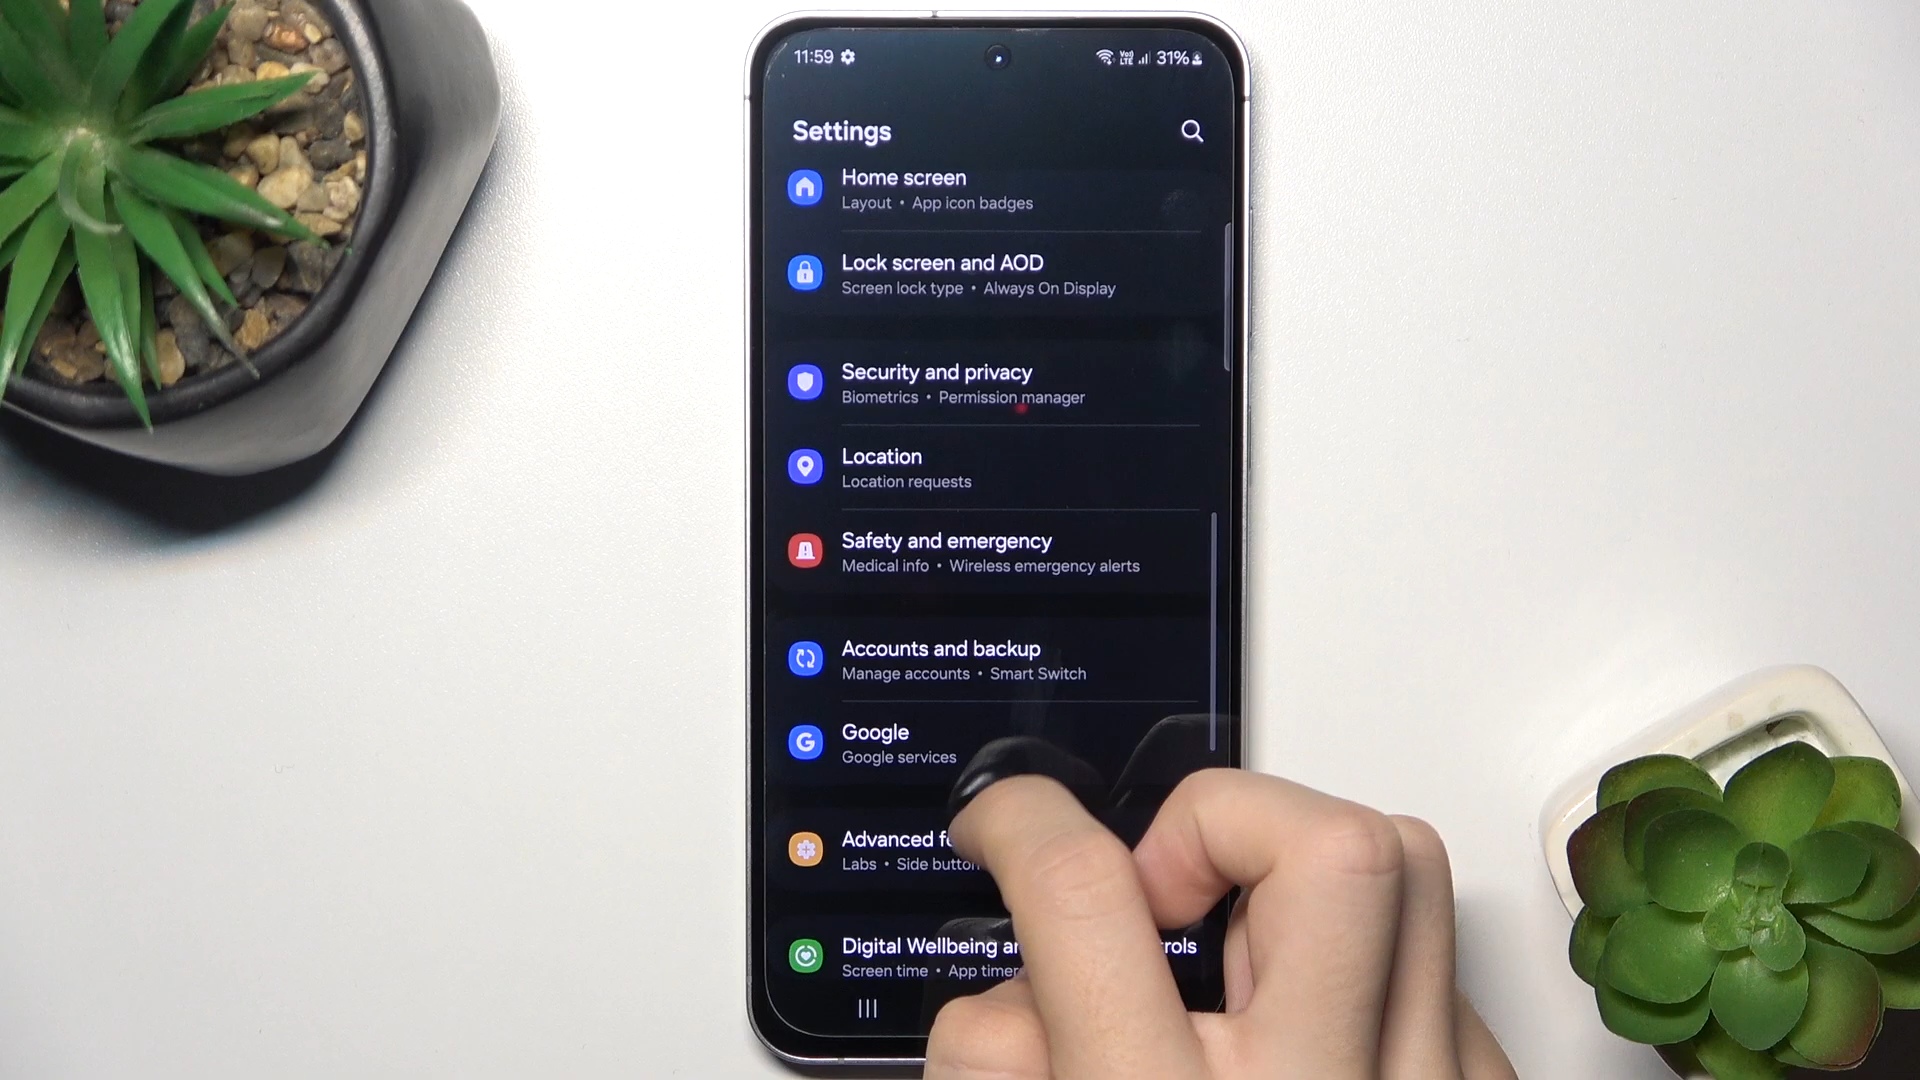 11:59 31%
Settings
Home screen
Layout • App icon badges
Lock screen and AOD
Screen lock type • Always On Display
Security and privacy
Biometrics • Permission manager
Location
Location requests
Safety and emergency
Medical info • Wireless emergency alerts
Accounts and backup
Manage accounts • Smart Switch
Google
Google services
Advanced
Labs • Side button
Digital Wellbeing
Screen time • App timer